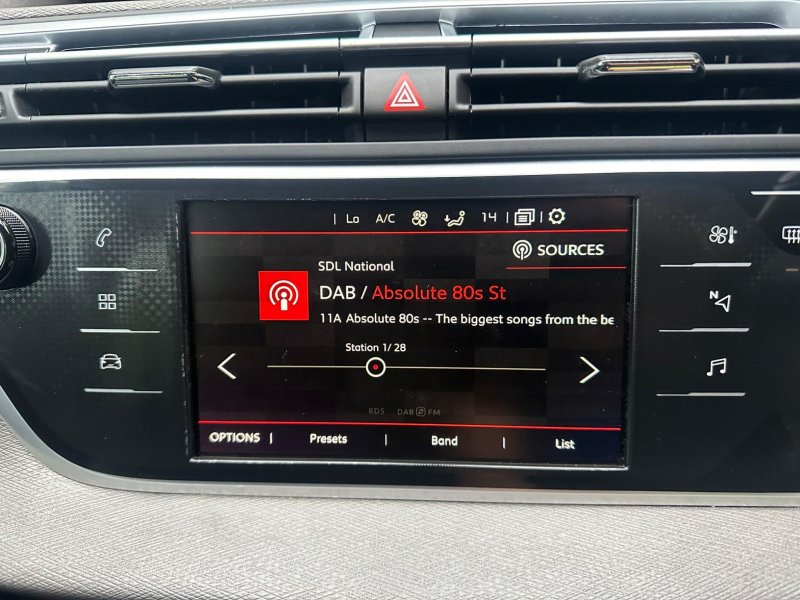 Lo A/C 14
SOURCES
SDL National
DAB / Absolute 80s St
11A Absolute 80s -- The biggest songs from the be
Station 1/ 28
RDS DAB FM
OPTIONS | Presets | Band | List
N